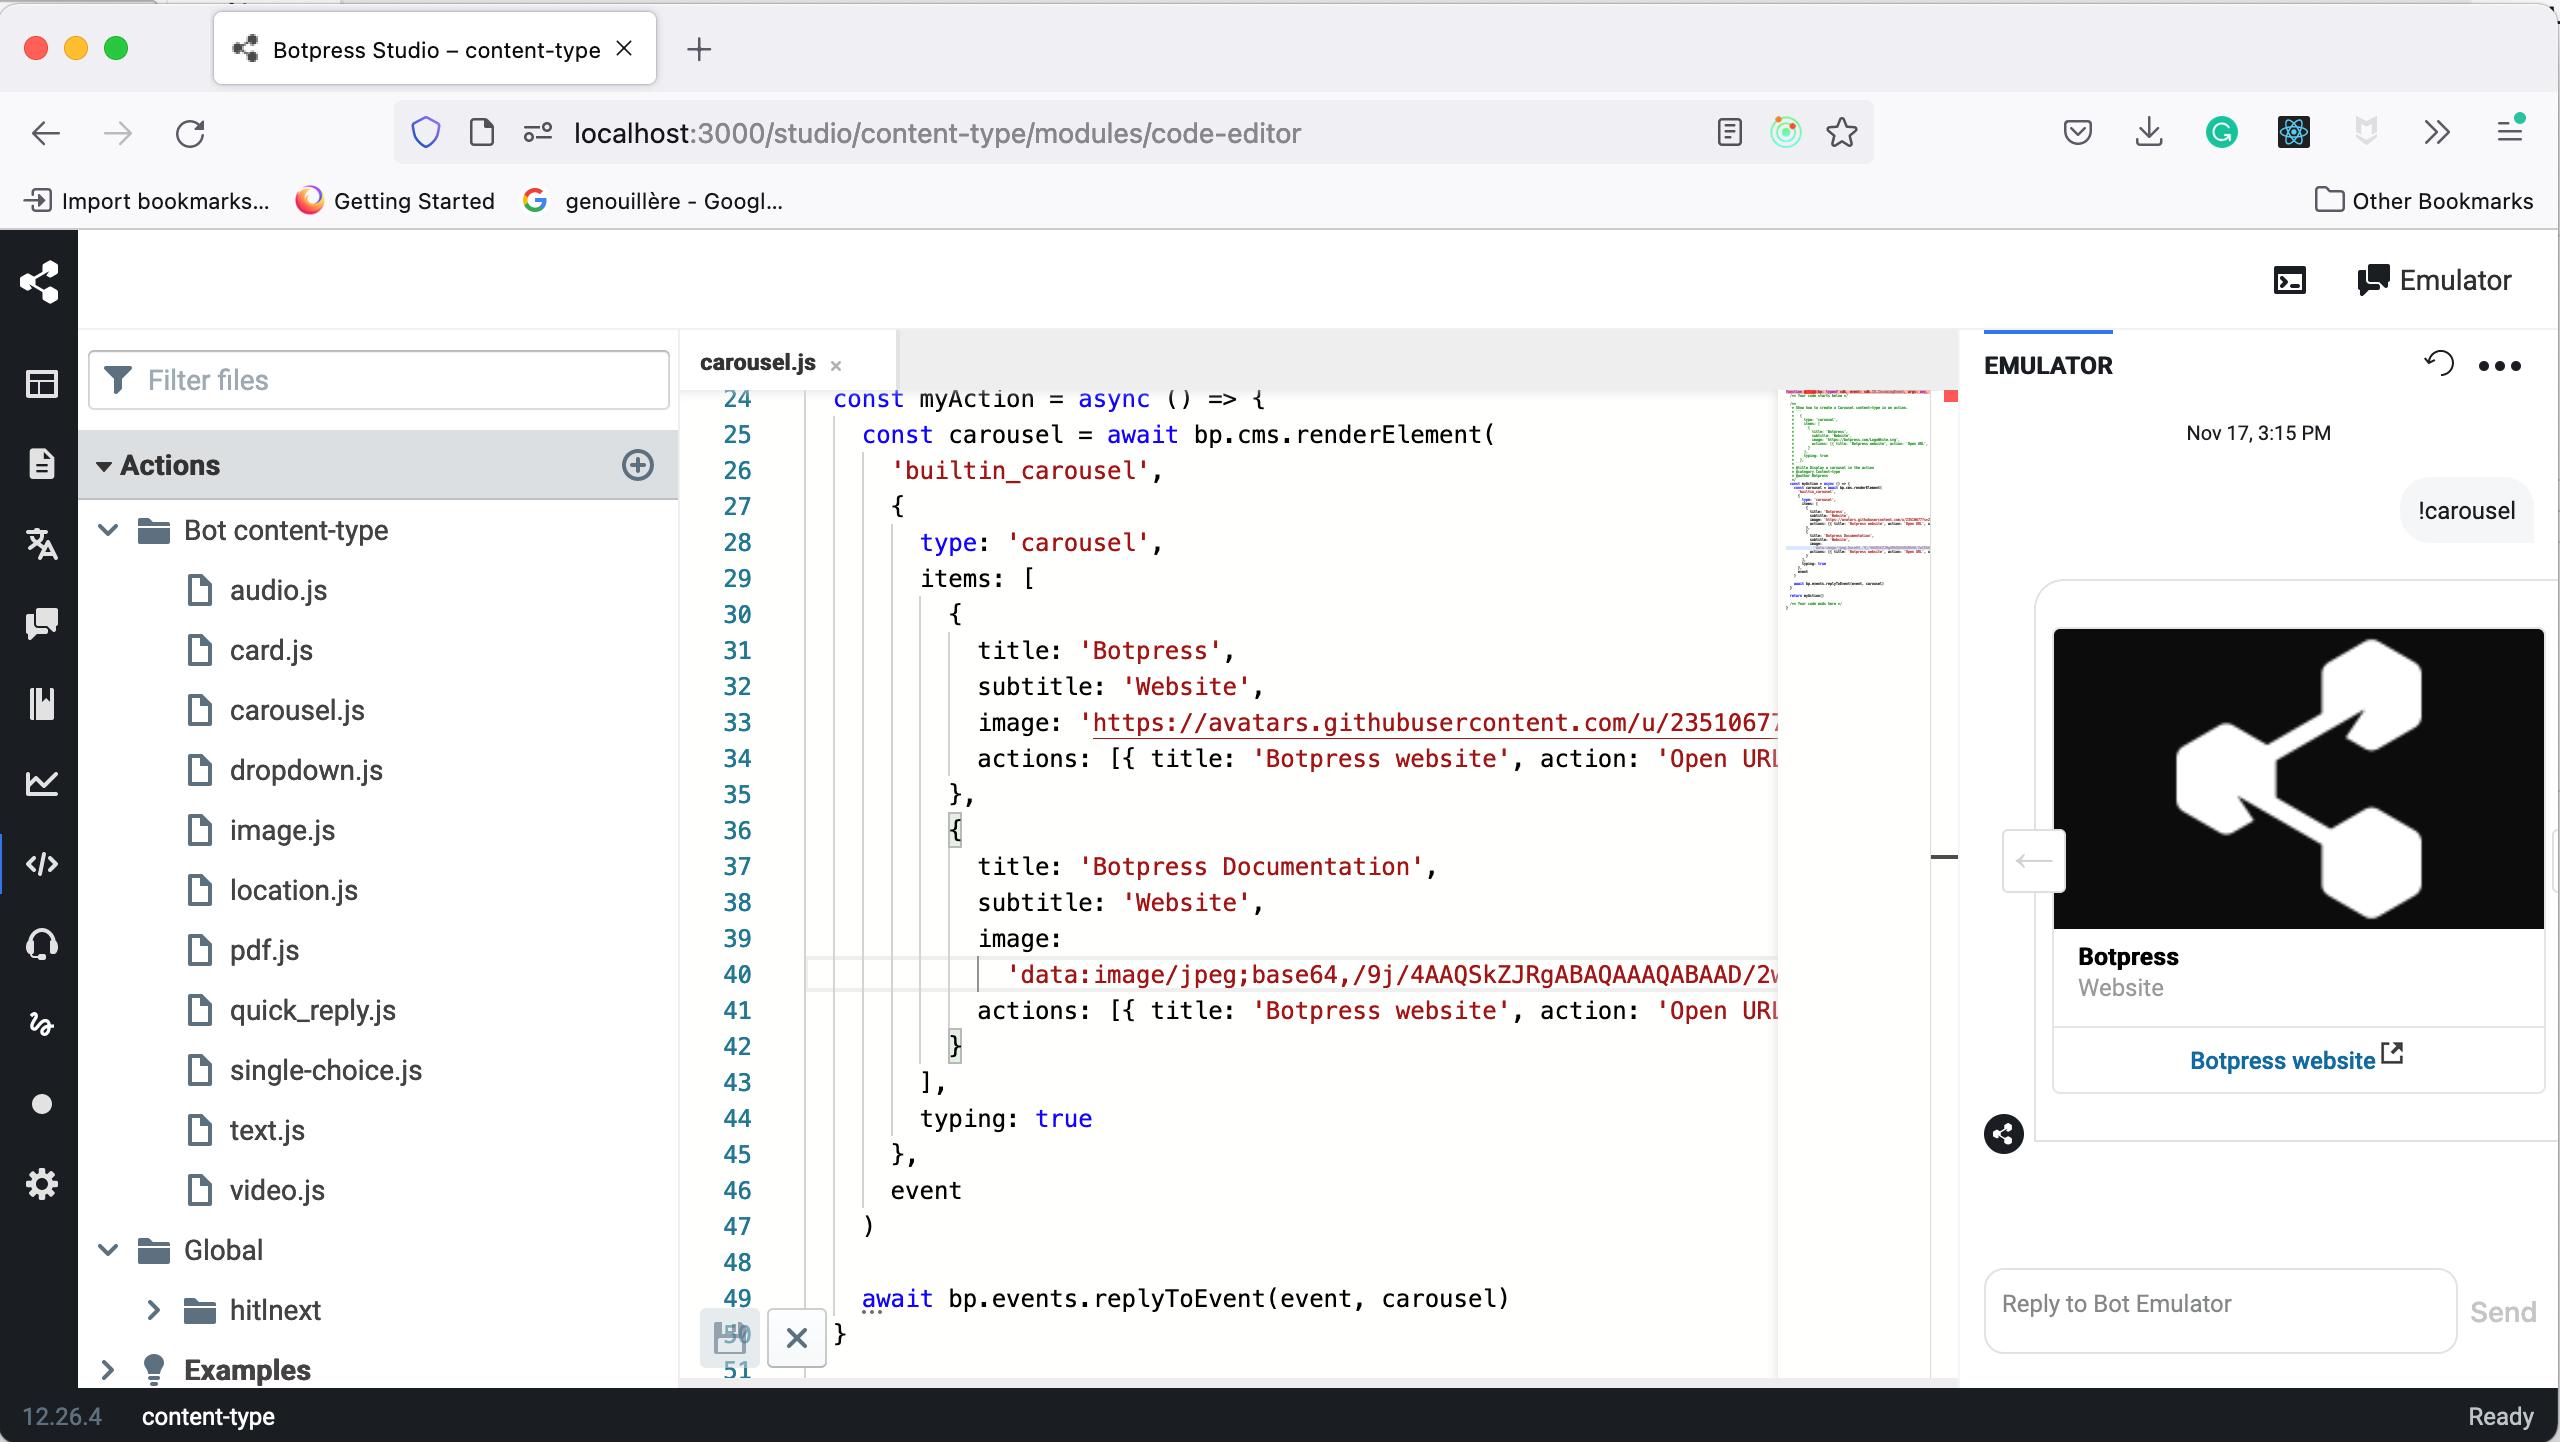 Botpress Studio – content-type
localhost:3000/studio/content-type/modules/code-editor
Import bookmarks...
Getting Started
genouillère - Googl...
Other Bookmarks
Emulator
Filter files
Actions
Bot content-type
audio.js
card.js
carousel.js
dropdown.js
image.js
location.js
pdf.js
quick_reply.js
single-choice.js
text.js
video.js
Global
hitlnext
Examples
carousel.js
24 const myAction = async () => {
25 const carousel = await bp.cms.renderElement(
26 'builtin_carousel',
27 {
28 type: 'carousel',
29 items: [
30 {
31 title: 'Botpress',
32 subtitle: 'Website',
33 image: 'https://avatars.githubusercontent.com/u/23510677
34 actions: [{ title: 'Botpress website', action: 'Open URL
35 },
36 {
37 title: 'Botpress Documentation',
38 subtitle: 'Website',
39 image:
40 'data:image/jpeg;base64,/9j/4AAQSkZJRgABAQAAAQABAAD/2w
41 actions: [{ title: 'Botpress website', action: 'Open URL
42 }
43 ],
44 typing: true
45 },
46 event
47 )
48
49 await bp.events.replyToEvent(event, carousel)
50 }
51
EMULATOR
Nov 17, 3:15 PM
!carousel
Botpress
Website
Botpress website
Reply to Bot Emulator
Send
12.26.4
content-type
Ready